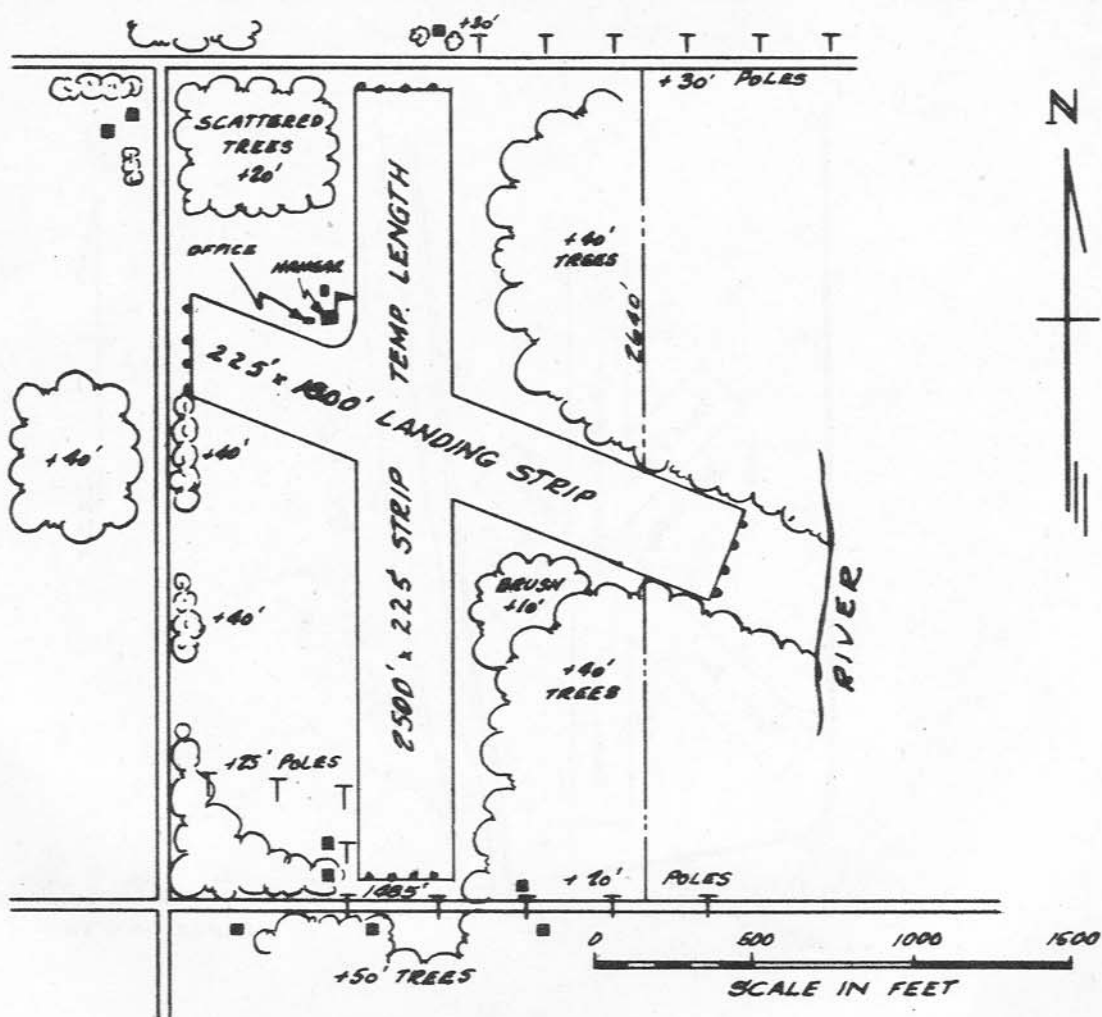 +30'
+30' POLES
N
SCATTERED
TREES
+20'
TEMP. LENGTH
+40'
TREES
OFFICE
HANGAR
2640'
225' x 1800' LANDING STRIP
+40'
+40'
2500' x 225 STRIP
BRUSH
+10'
+40'
+40'
TREES
RIVER
+25' POLES
1485'
+20' POLES
+50' TREES
0 500 1000 1500
SCALE IN FEET